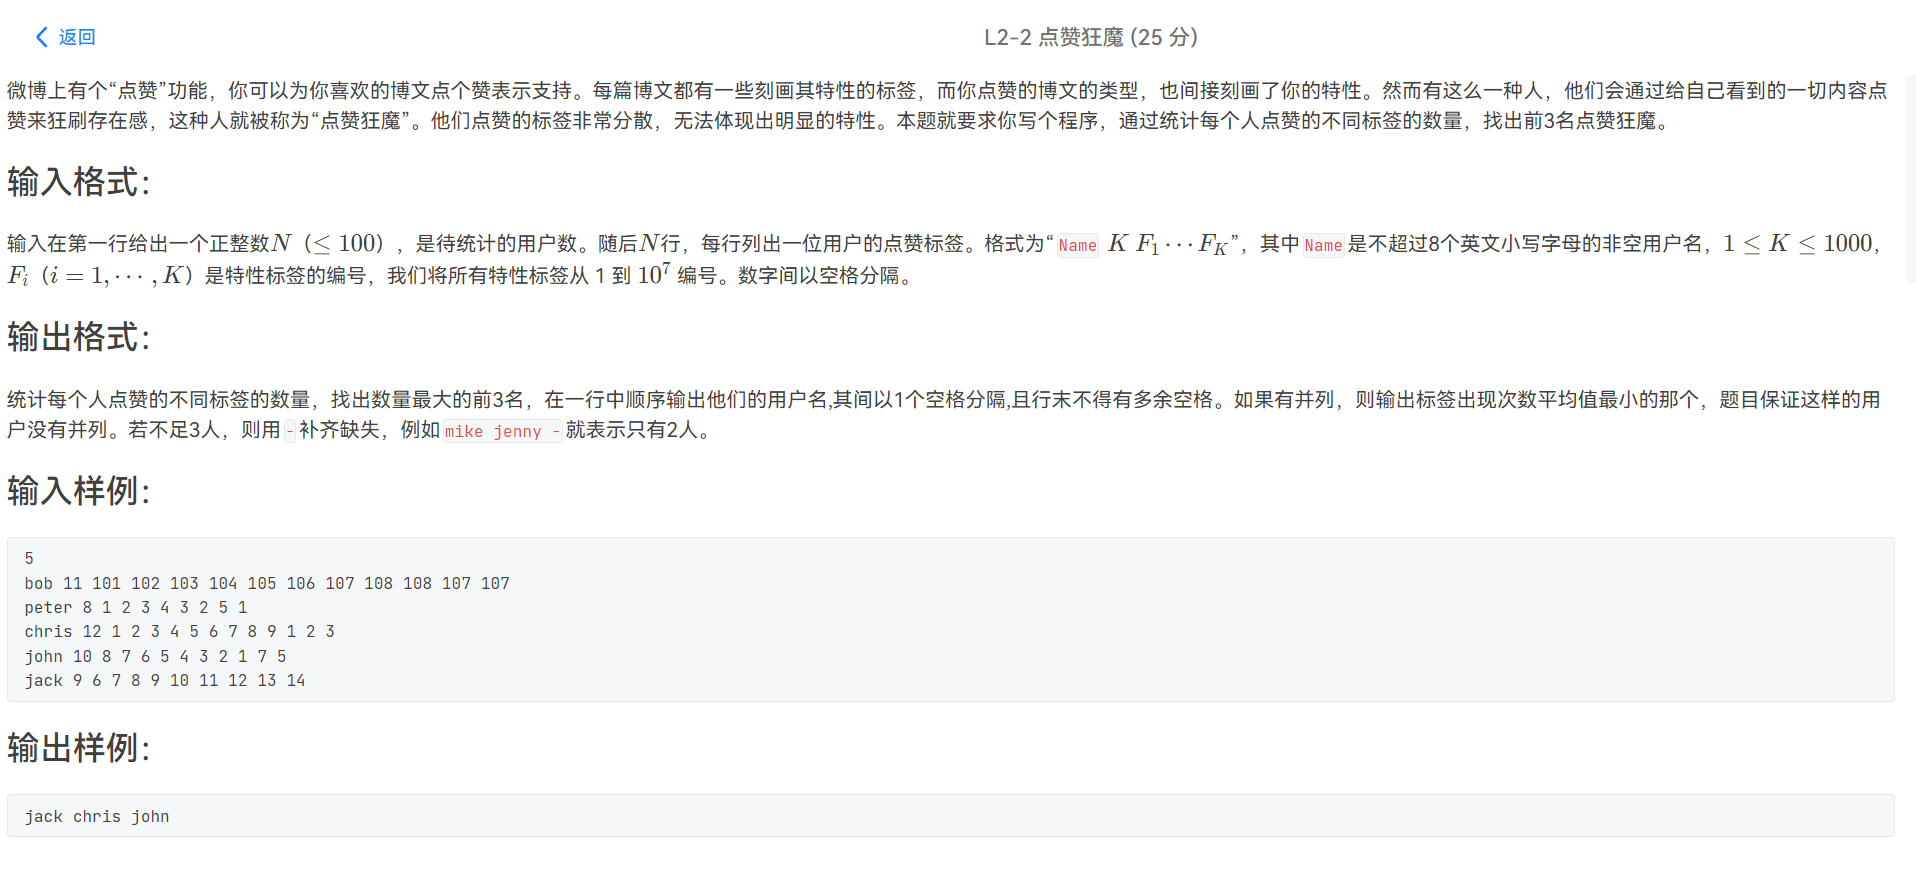 返回
L2-2 点赞狂魔 (25 分)
微博上有个“点赞”功能，你可以为你喜欢的博文点个赞表示支持。每篇博文都有一些刻画其特性的标签，而你点赞的博文的类型，也间接刻画了你的特性。然而有这么一种人，他们会通过给自己看到的一切内容点
赞来狂刷存在感，这种人就被称为“点赞狂魔”。他们点赞的标签非常分散，无法体现出明显的特性。本题就要求你写个程序，通过统计每个人点赞的不同标签的数量，找出前3名点赞狂魔。
输入格式：
输入在第一行给出一个正整数N（≤ 100），是待统计的用户数。随后N行，每行列出一位用户的点赞标签。格式为“Name K F₁⋯F_K”，其中Name是不超过8个英文小写字母的非空用户名，1 ≤ K ≤ 1000，
Fᵢ（i = 1,⋯,K）是特性标签的编号，我们将所有特性标签从 1 到 10⁷ 编号。数字间以空格分隔。
输出格式：
统计每个人点赞的不同标签的数量，找出数量最大的前3名，在一行中顺序输出他们的用户名,其间以1个空格分隔,且行末不得有多余空格。如果有并列，则输出标签出现次数平均值最小的那个，题目保证这样的用
户没有并列。若不足3人，则用-补齐缺失，例如mike jenny -就表示只有2人。
输入样例：
5
bob 11 101 102 103 104 105 106 107 108 108 107 107
peter 8 1 2 3 4 3 2 5 1
chris 12 1 2 3 4 5 6 7 8 9 1 2 3
john 10 8 7 6 5 4 3 2 1 7 5
jack 9 6 7 8 9 10 11 12 13 14
输出样例：
jack chris john